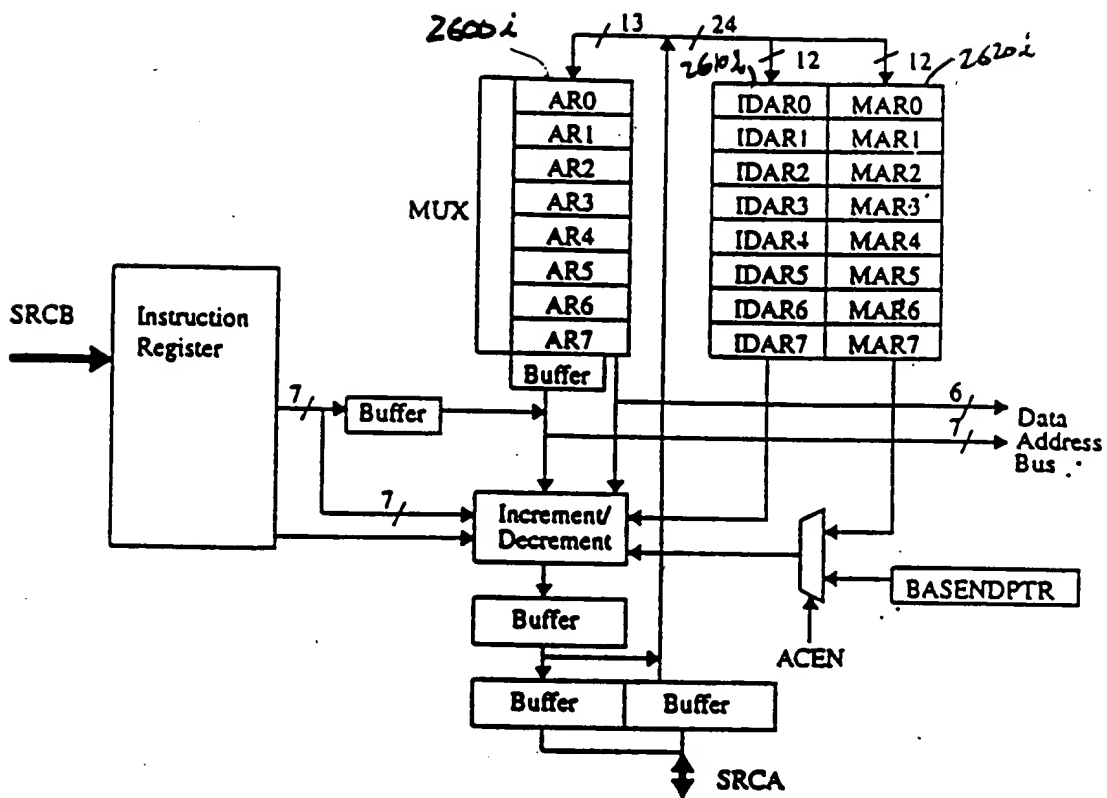 2600i
13
24
12
12
2620i
AR0
AR1
AR2
AR3
AR4
AR5
AR6
AR7
Buffer
MUX
IDAR0 MAR0
IDAR1 MAR1
IDAR2 MAR2
IDAR3 MAR3
IDAR4 MAR4
IDAR5 MAR5
IDAR6 MAR6
IDAR7 MAR7
SRCB
Instruction
Register
7
Buffer
6
7
Data
Address
Bus
7
Increment/
Decrement
Buffer
BASENDPTR
ACEN
Buffer
Buffer
SRCA